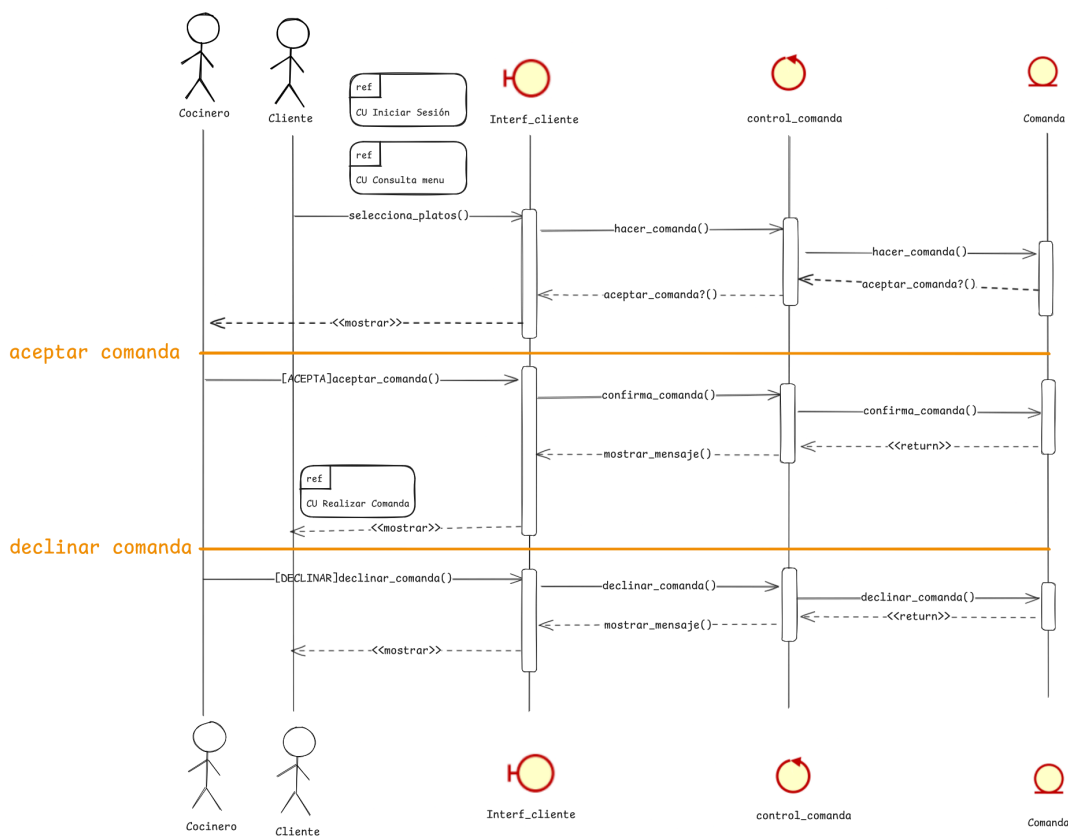 Cocinero
Cliente
ref
CU Iniciar Sesión
Interf_cliente
control_comanda
Comanda
ref
CU Consulta menu
selecciona_platos()
hacer_comanda()
hacer_comanda()
aceptar_comanda?()
aceptar_comanda?()
<<mostrar>>
aceptar comanda
[ACEPTA]aceptar_comanda()
confirma_comanda()
confirma_comanda()
<<return>>
mostrar_mensaje()
ref
CU Realizar Comanda
<<mostrar>>
declinar comanda
[DECLINAR]declinar_comanda()
declinar_comanda()
declinar_comanda()
<<return>>
mostrar_mensaje()
<<mostrar>>
Cocinero
Cliente
Interf_cliente
control_comanda
Comanda